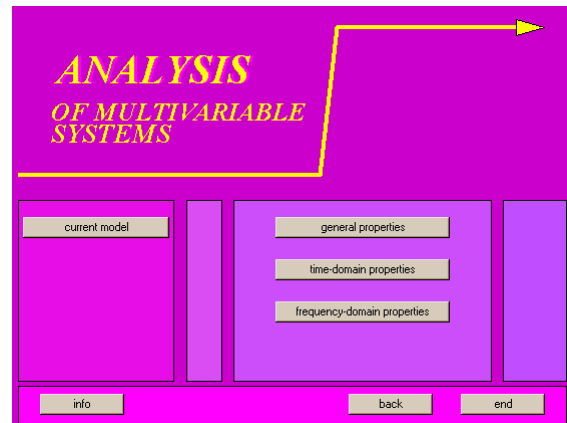 ANALYSIS
OF MULTIVARIABLE
SYSTEMS
current model
general properties
time-domain properties
frequency-domain properties
info
back
end